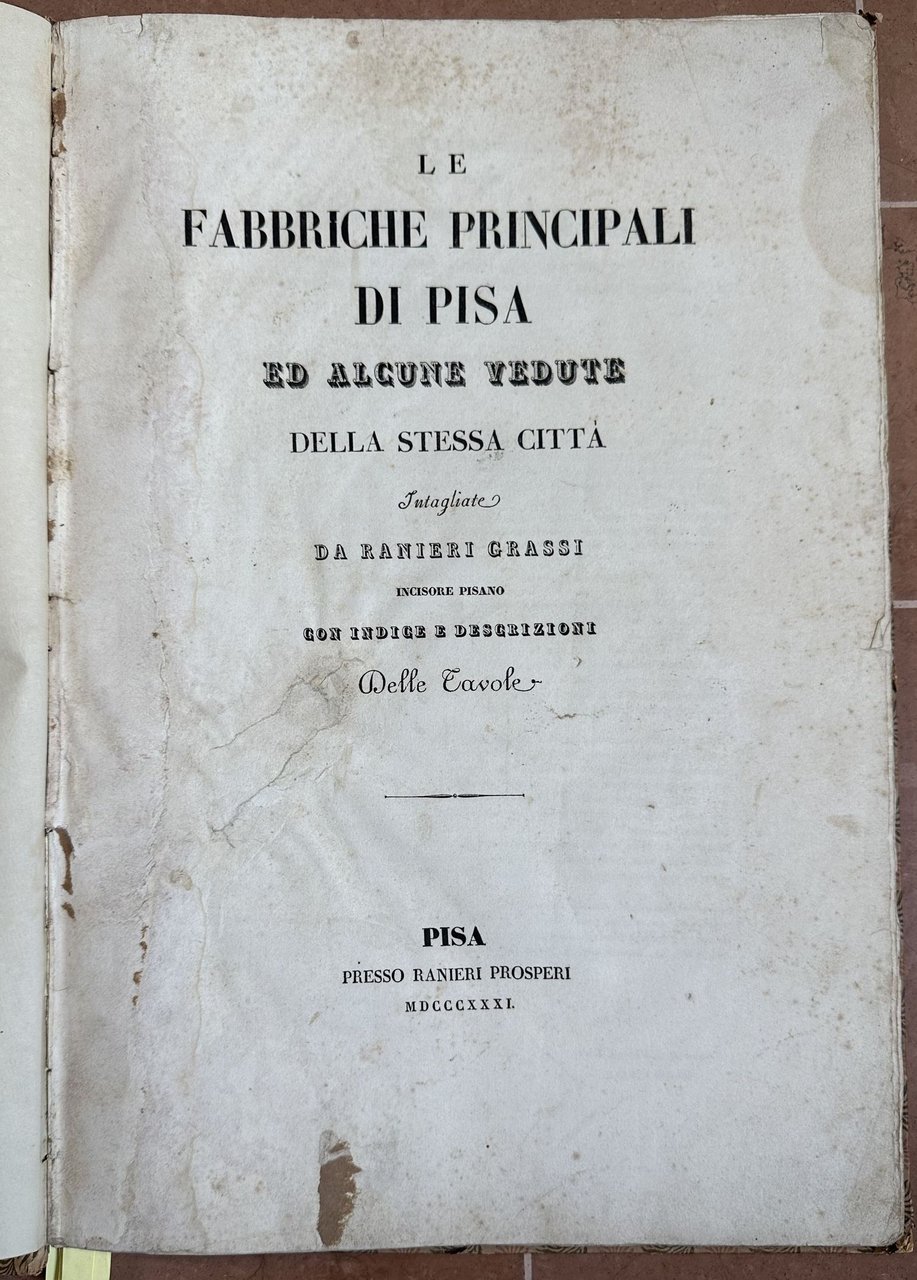 LE
FABBRICHE PRINCIPALI
DI PISA
ED ALCUNE VEDUTE
DELLA STESSA CITTÀ
Intagliate
DA RANIERI GRASSI
INCISORE PISANO
CON INDICE E DESCRIZIONI
Delle Tavole
PISA
PRESSO RANIERI PROSPERI
MDCCCXXXI.